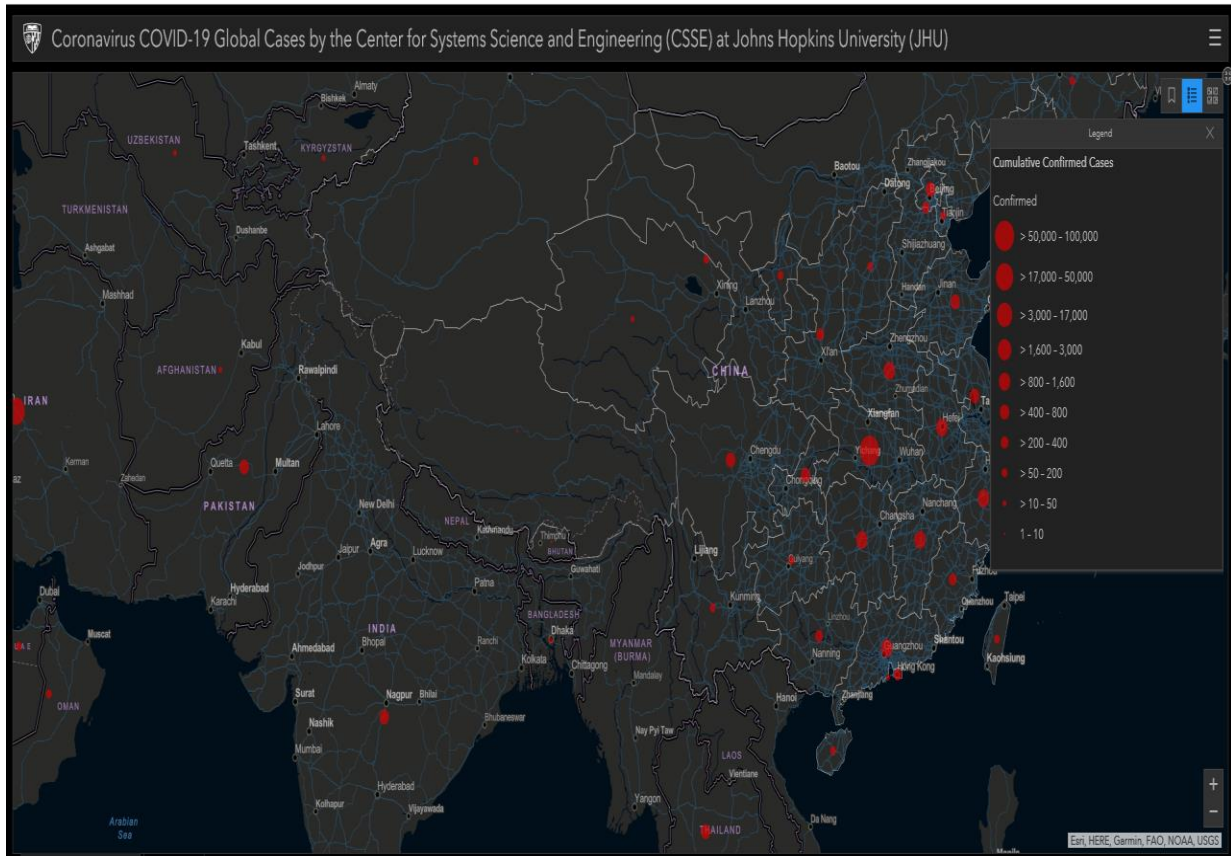 Coronavirus COVID-19 Global Cases by the Center for Systems Science and Engineering (CSSE) at Johns Hopkins University (JHU)
Legend
X
Cumulative Confirmed Cases
Confirmed
> 50,000 - 100,000
> 17,000 - 50,000
> 3,000 - 17,000
> 1,600 - 3,000
> 800 - 1,600
> 400 - 800
> 200 - 400
> 50 - 200
> 10 - 50
1 - 10
Almaty
Bishkek
UZBEKISTAN
Tashkent
KYRGYZSTAN
TURKMENISTAN
Dushanbe
Ashgabat
Mashhad
Kabul
AFGHANISTAN
Rawalpindi
IRAN
Lahore
Kerman
Zahedan
Quetta
Multan
PAKISTAN
New Delhi
NEPAL
Kathmandu
Thimphu
BHUTAN
Jaipur
Agra
Lucknow
Jodhpur
Guwahati
Hyderabad
Karachi
Patna
Dubai
Muscat
BANGLADESH
Dhaka
INDIA
Ranchi
Ahmedabad
Bhopal
Kolkata
Chittagong
MYANMAR
(BURMA)
Mandalay
U A E
OMAN
Surat
Nagpur
Bhilai
Nashik
Bhubaneswar
Mumbai
Nay Pyi Taw
Hyderabad
Kolhapur
Vijayawada
Yangon
Arabian
Sea
Baotou
Zhangjiakou
Datong
Beijing
Tianjin
Shijiazhuang
Xining
Lanzhou
Handan
Jinan
Xi'an
Zhengzhou
CHINA
Zhumadian
Xiangfan
Hefei
Chengdu
Yichang
Wuhan
Chongqing
Nanchang
Changsha
Lijiang
Guiyang
Fuzhou
Kunming
Quanzhou
Taipei
Liuzhou
Shantou
Nanning
Guangzhou
Kaohsiung
Hong Kong
Hanoi
Zhanjiang
LAOS
Vientiane
THAILAND
Da Nang
Manila
+
−
Esri, HERE, Garmin, FAO, NOAA, USGS